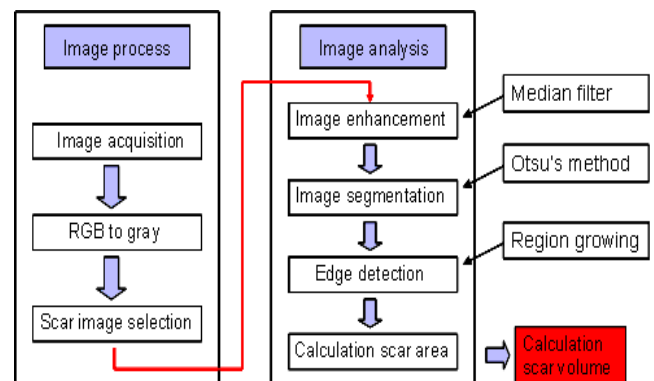 Image process
Image acquisition
RGB to gray
Scar image selection
Image analysis
Image enhancement
Image segmentation
Edge detection
Calculation scar area
Median filter
Otsu's method
Region growing
Calculation
scar volume